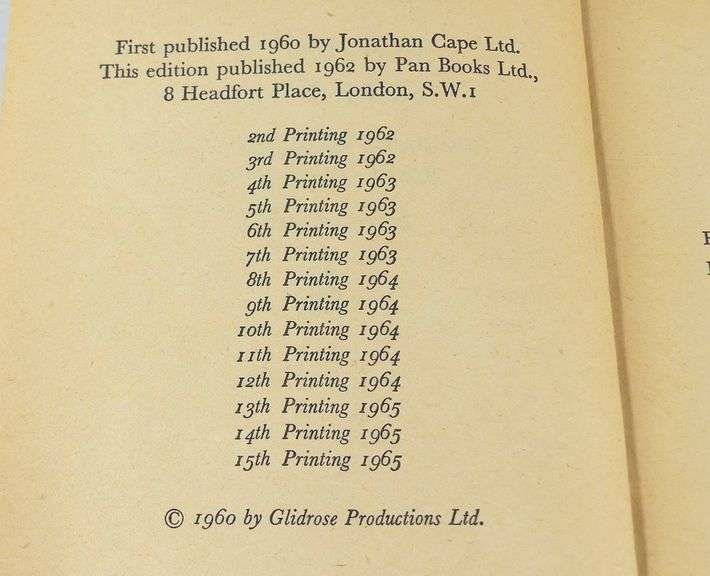 First published 1960 by Jonathan Cape Ltd.
This edition published 1962 by Pan Books Ltd.,
8 Headfort Place, London, S.W.1
2nd Printing 1962
3rd Printing 1962
4th Printing 1963
5th Printing 1963
6th Printing 1963
7th Printing 1963
8th Printing 1964
9th Printing 1964
10th Printing 1964
11th Printing 1964
12th Printing 1964
13th Printing 1965
14th Printing 1965
15th Printing 1965
© 1960 by Glidrose Productions Ltd.